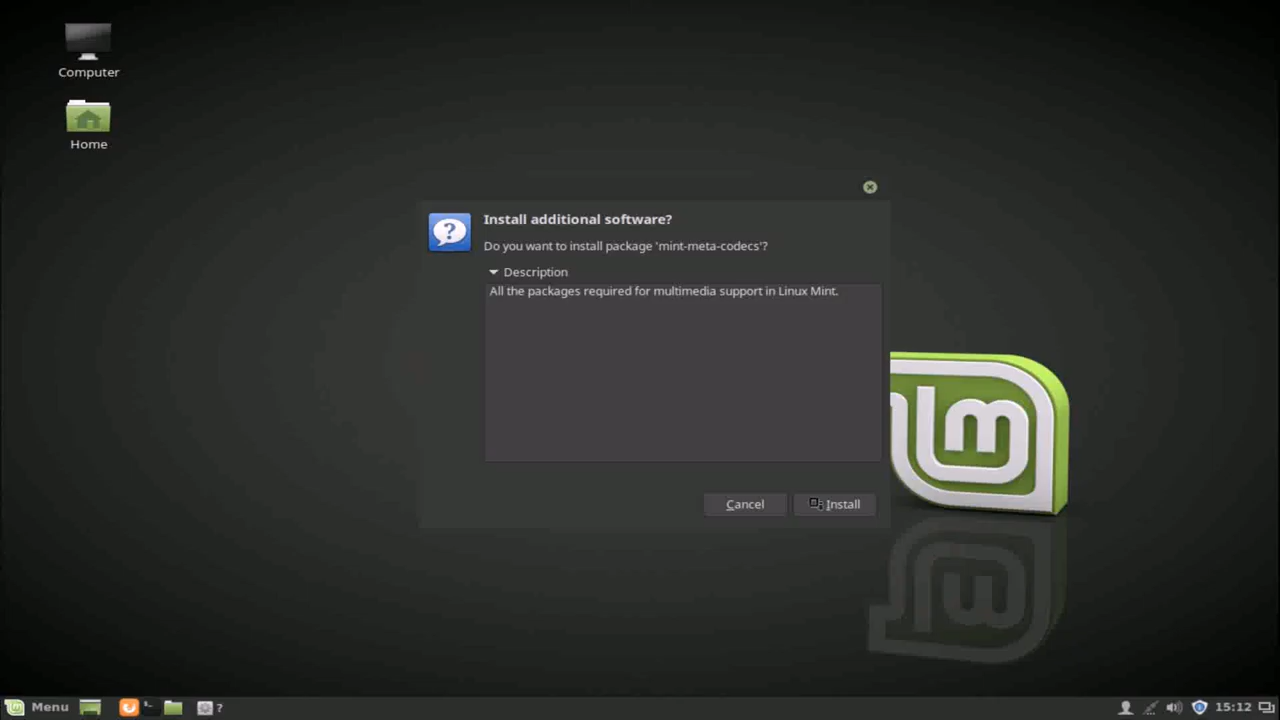 Computer
Home
Install additional software?
Do you want to install package 'mint-meta-codecs'?
Description
All the packages required for multimedia support in Linux Mint.
Cancel
Install
lm
Menu
?
15:12